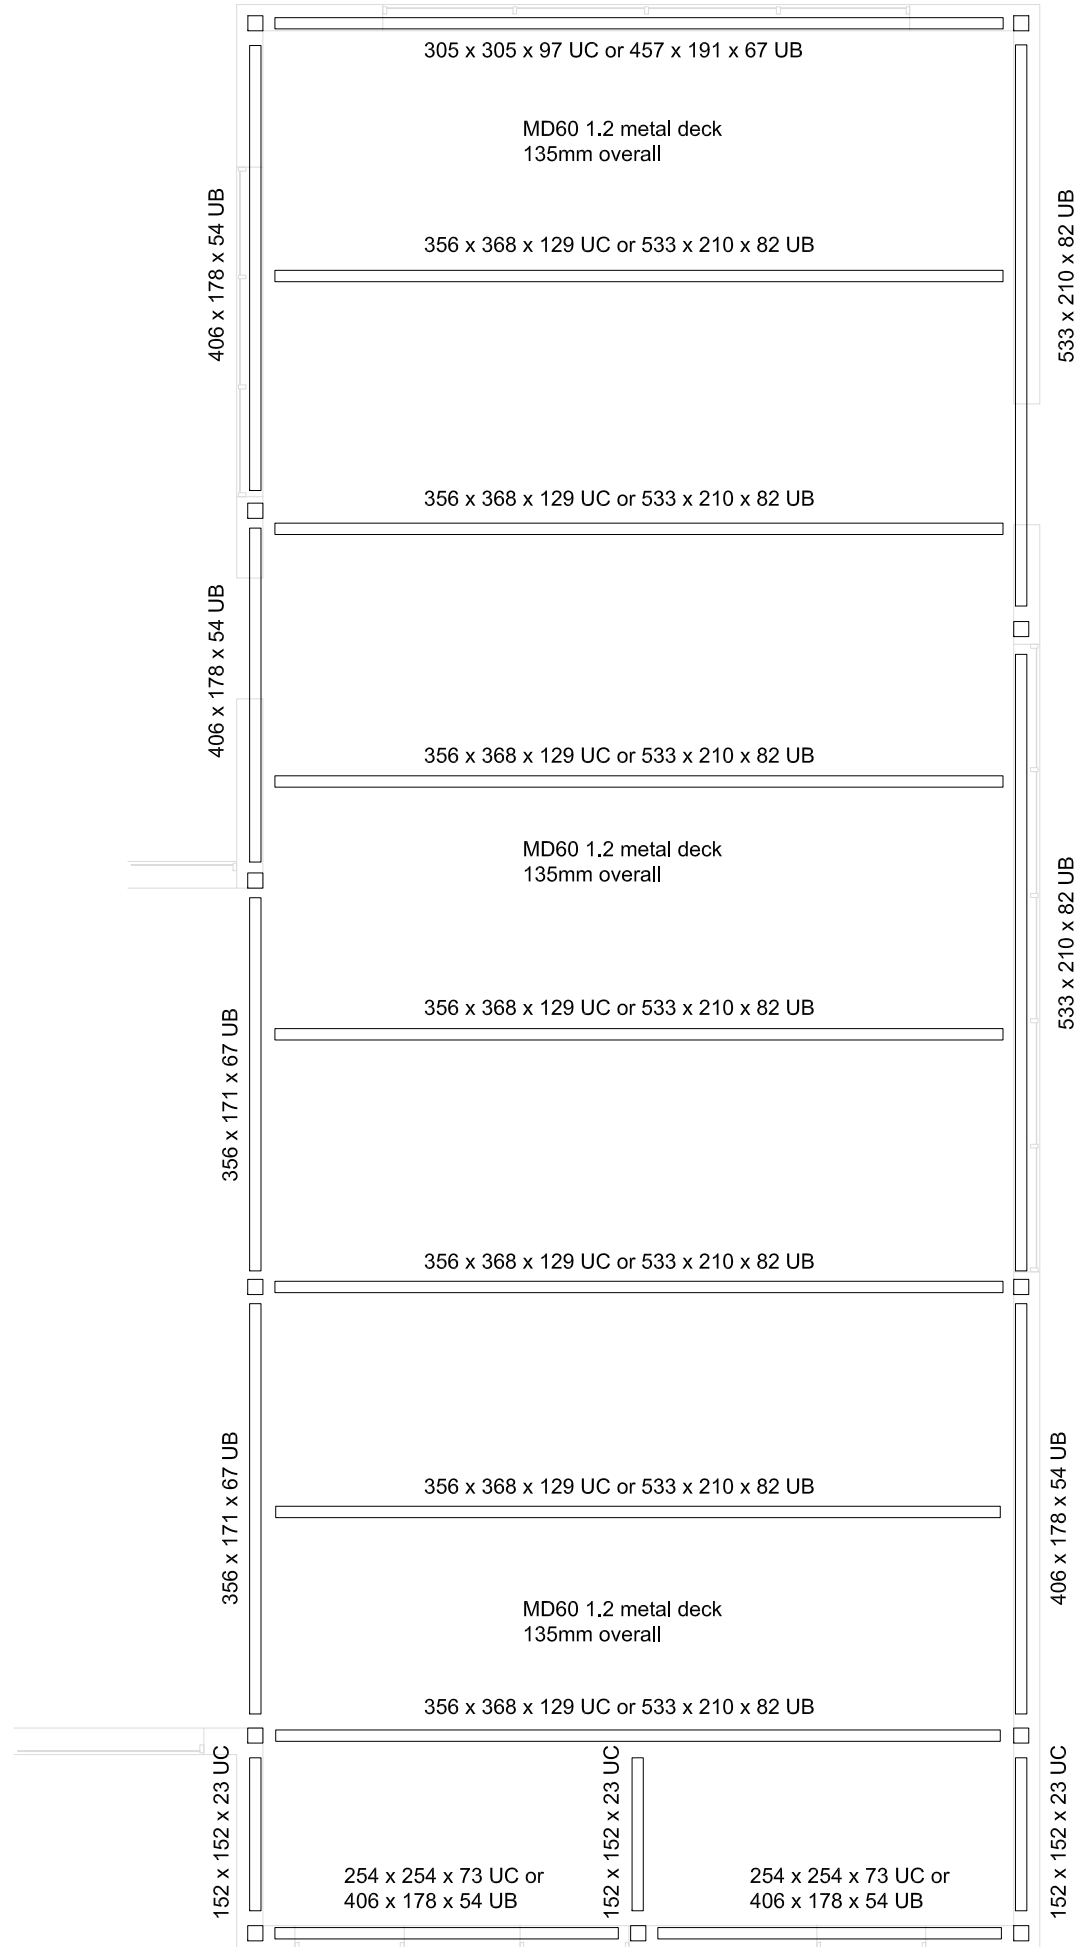 305 x 305 x 97 UC or 457 x 191 x 67 UB
MD60 1.2 metal deck
135mm overall
406 x 178 x 54 UB
533 x 210 x 82 UB
356 x 368 x 129 UC or 533 x 210 x 82 UB
356 x 368 x 129 UC or 533 x 210 x 82 UB
406 x 178 x 54 UB
356 x 368 x 129 UC or 533 x 210 x 82 UB
MD60 1.2 metal deck
135mm overall
533 x 210 x 82 UB
356 x 368 x 129 UC or 533 x 210 x 82 UB
356 x 171 x 67 UB
356 x 368 x 129 UC or 533 x 210 x 82 UB
356 x 171 x 67 UB
406 x 178 x 54 UB
356 x 368 x 129 UC or 533 x 210 x 82 UB
MD60 1.2 metal deck
135mm overall
356 x 368 x 129 UC or 533 x 210 x 82 UB
152 x 152 x 23 UC
152 x 152 x 23 UC
152 x 152 x 23 UC
254 x 254 x 73 UC or
406 x 178 x 54 UB
254 x 254 x 73 UC or
406 x 178 x 54 UB